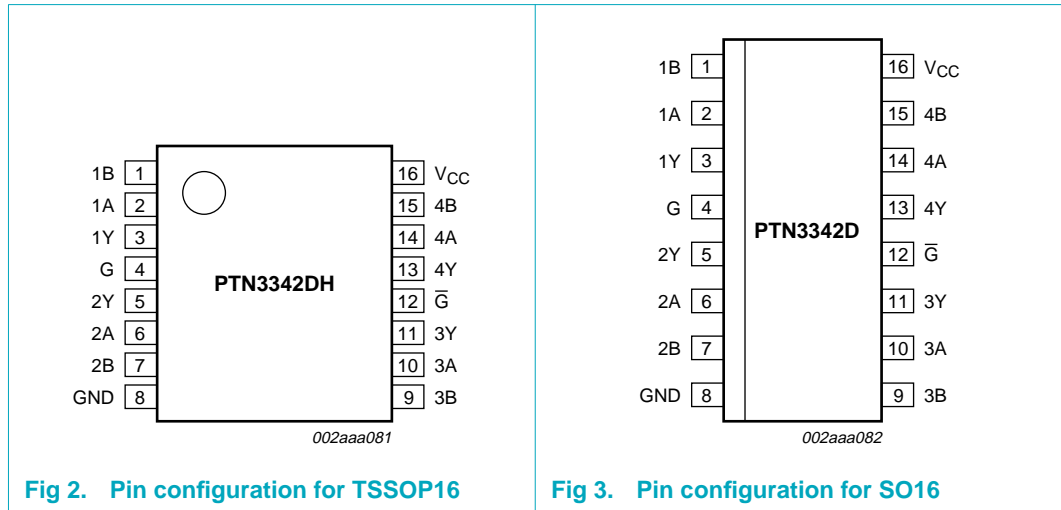 1B 1 16 VCC
1A 2 15 4B
1Y 3 14 4A
G 4 13 4Y
2Y 5 12 G̅
2A 6 11 3Y
2B 7 10 3A
GND 8 9 3B
PTN3342DH
002aaa081
Fig 2. Pin configuration for TSSOP16
1B 1 16 VCC
1A 2 15 4B
1Y 3 14 4A
G 4 13 4Y
2Y 5 12 G̅
2A 6 11 3Y
2B 7 10 3A
GND 8 9 3B
PTN3342D
002aaa082
Fig 3. Pin configuration for SO16